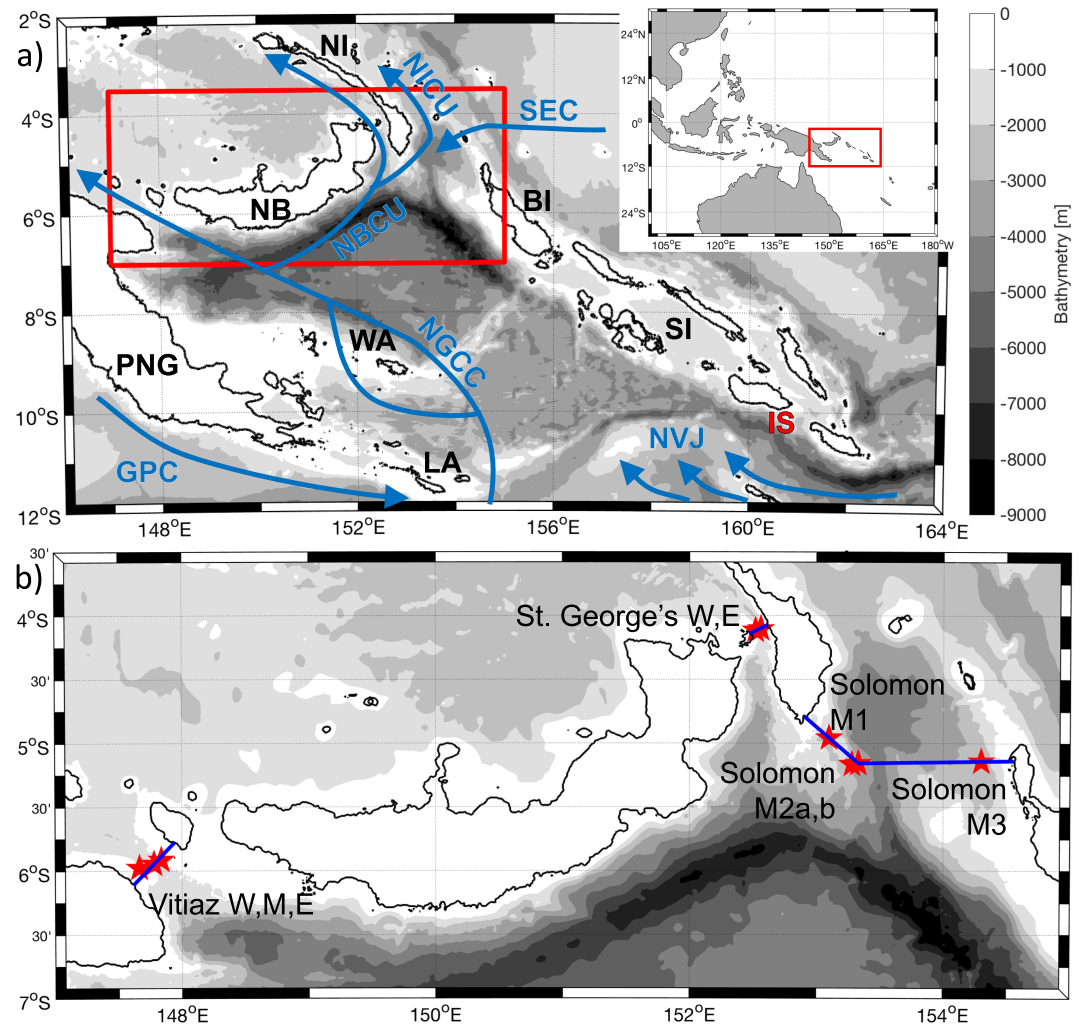 a)
2°S
4°S
6°S
8°S
10°S
12°S
148°E
152°E
156°E
160°E
164°E
NI
NICU
SEC
NB
NBCU
BI
WA
NGCC
SI
PNG
IS
NVJ
LA
GPC
24°N
12°N
0°
12°S
24°S
105°E
120°E
135°E
150°E
165°E
180°W
0
-1000
-2000
-3000
-4000
-5000
-6000
-7000
-8000
-9000
Bathymetry [m]
b)
30'
4°S
30'
5°S
30'
6°S
30'
7°S
148°E
150°E
152°E
154°E
St. George's W,E
Solomon
M1
Solomon
M2a,b
Solomon
M3
Vitiaz W,M,E